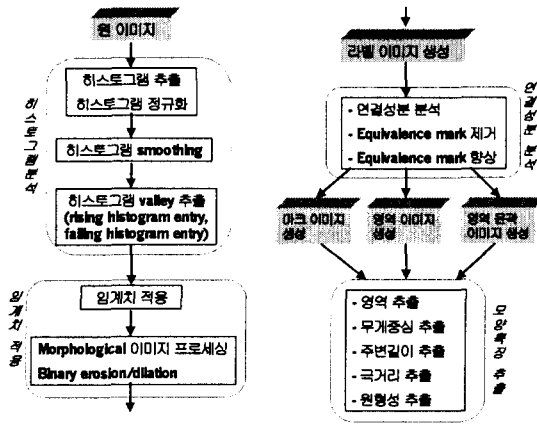 원 이미지
히스토그램 추출
히스토그램 정규화
히스토그램 smoothing
히스토그램 valley 추출
(rising histogram entry,
falling histogram entry)
히스토그램 분석
임계치 적용
Morphological 이미지 프로세싱
Binary erosion/dilation
임계치 적용
라벨 이미지 생성
- 연결성분 분석
- Equivalence mark 제거
- Equivalence mark 향상
연결성분 분석
마크 이미지
생성
영역 이미지
생성
영역 윤곽
이미지 생성
- 영역 추출
- 무게중심 추출
- 주변길이 추출
- 극거리 추출
- 원형성 추출
모양특징 추출